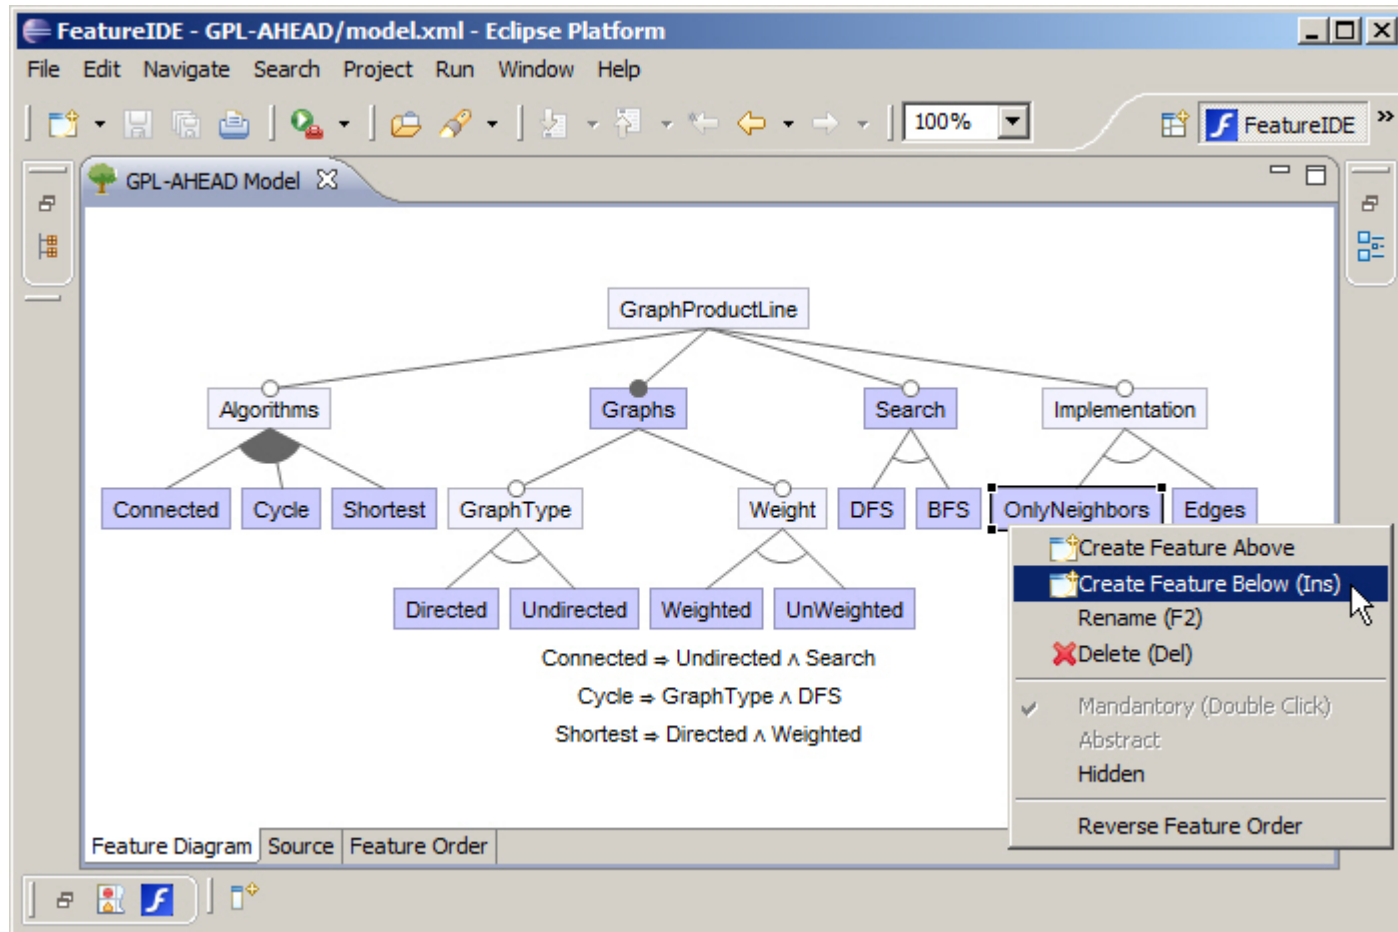 FeatureIDE - GPL-AHEAD/model.xml - Eclipse Platform
File Edit Navigate Search Project Run Window Help
100% FeatureIDE »
GPL-AHEAD Model
GraphProductLine
Algorithms Graphs Search Implementation
Connected Cycle Shortest GraphType Weight DFS BFS OnlyNeighbors Edges
Directed Undirected Weighted UnWeighted
Connected ⇒ Undirected ∧ Search
Cycle ⇒ GraphType ∧ DFS
Shortest ⇒ Directed ∧ Weighted
Create Feature Above
Create Feature Below (Ins)
Rename (F2)
Delete (Del)
Mandantory (Double Click)
Abstract
Hidden
Reverse Feature Order
Feature Diagram Source Feature Order